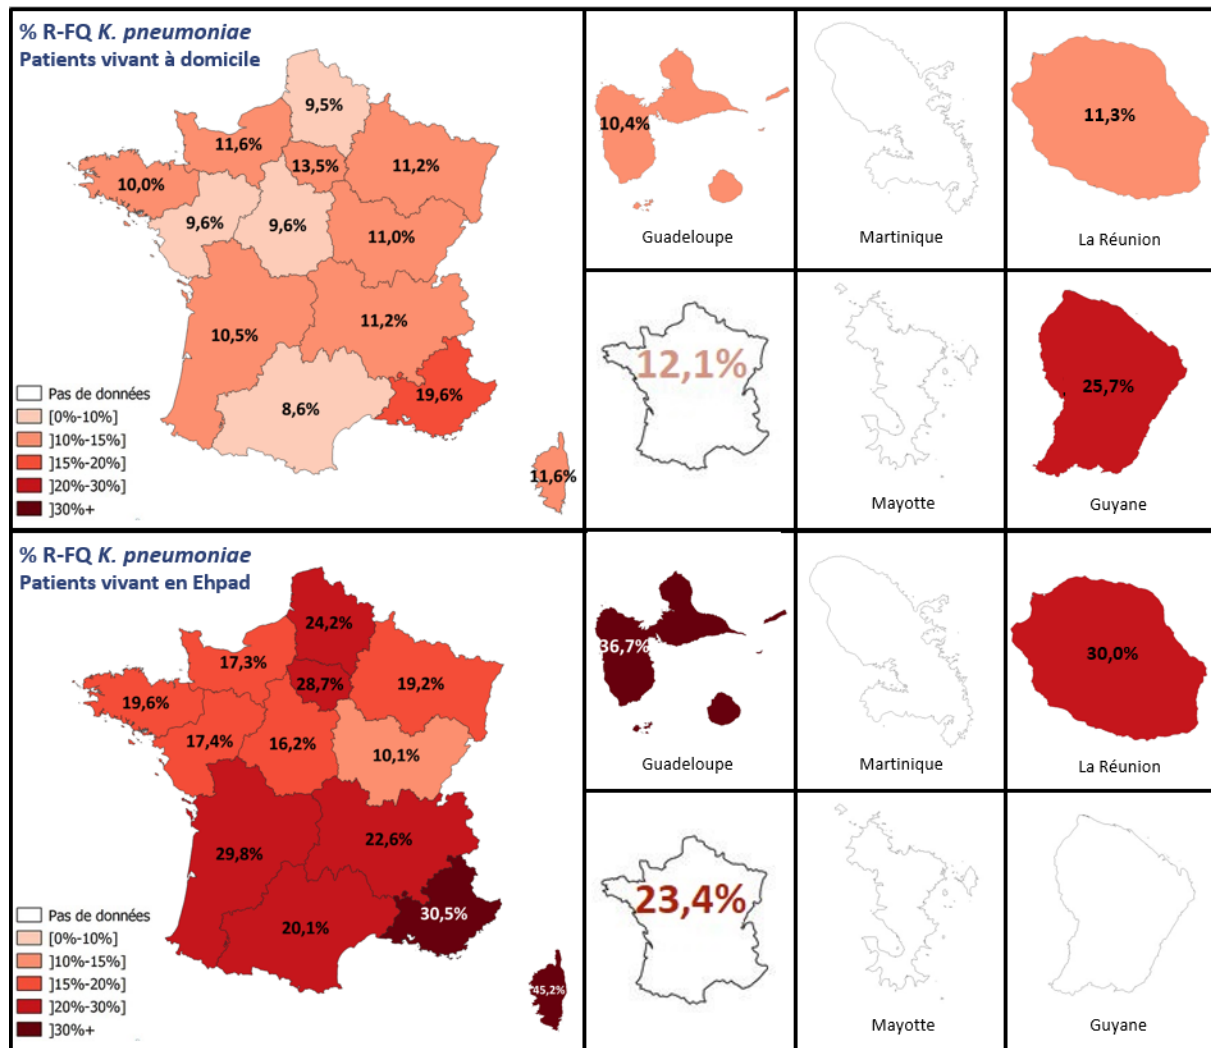 % R-FQ K. pneumoniae
Patients vivant à domicile
9,5%
11,6%
13,5%
11,2%
10,0%
9,6%
9,6%
11,0%
10,5%
11,2%
19,6%
8,6%
11,6%
Pas de données
[0%-10%]
]10%-15%]
]15%-20%]
]20%-30%]
]30%+
10,4%
Guadeloupe
Martinique
11,3%
La Réunion
12,1%
Mayotte
25,7%
Guyane
% R-FQ K. pneumoniae
Patients vivant en Ehpad
24,2%
17,3%
28,7%
19,2%
19,6%
17,4%
16,2%
10,1%
29,8%
22,6%
30,5%
20,1%
45,2%
Pas de données
[0%-10%]
]10%-15%]
]15%-20%]
]20%-30%]
]30%+
36,7%
Guadeloupe
Martinique
30,0%
La Réunion
23,4%
Mayotte
Guyane